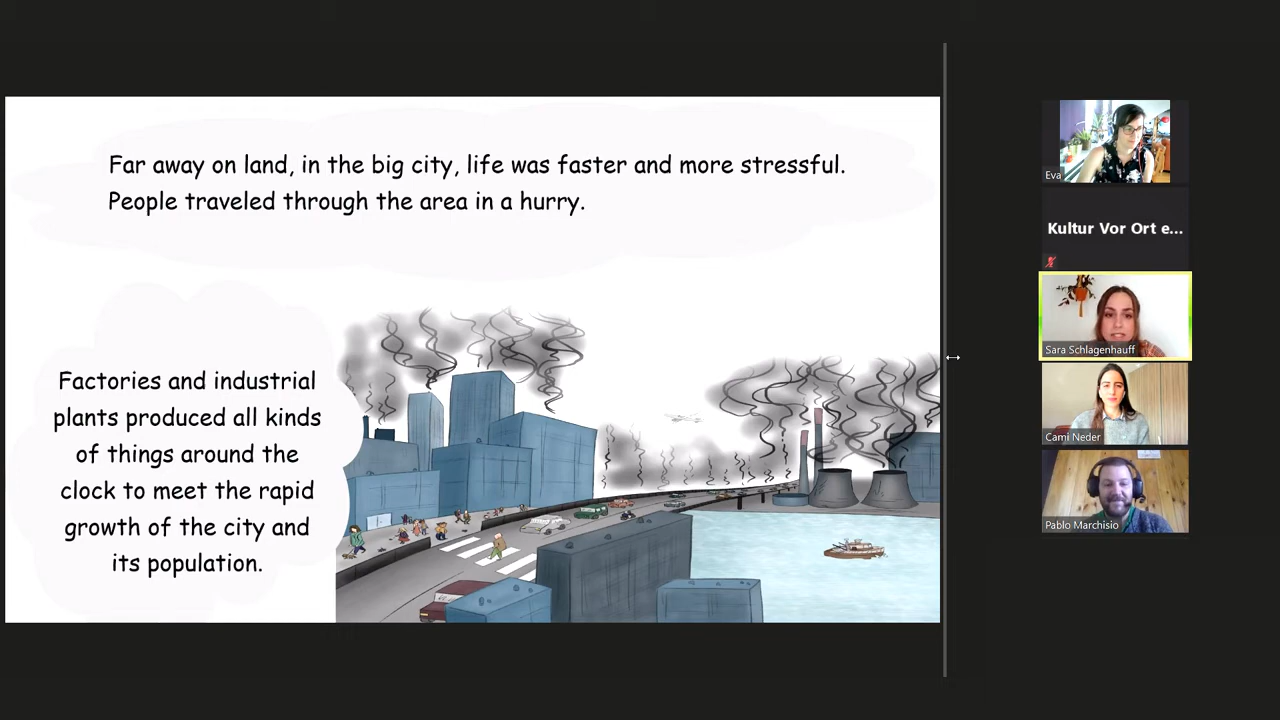 Far away on land, in the big city, life was faster and more stressful.
People traveled through the area in a hurry.
Factories and industrial
plants produced all kinds
of things around the
clock to meet the rapid
growth of the city and
its population.
Eva
Kultur Vor Ort e...
Sara Schlagenhauff
Cami Neder
Pablo Marchisio